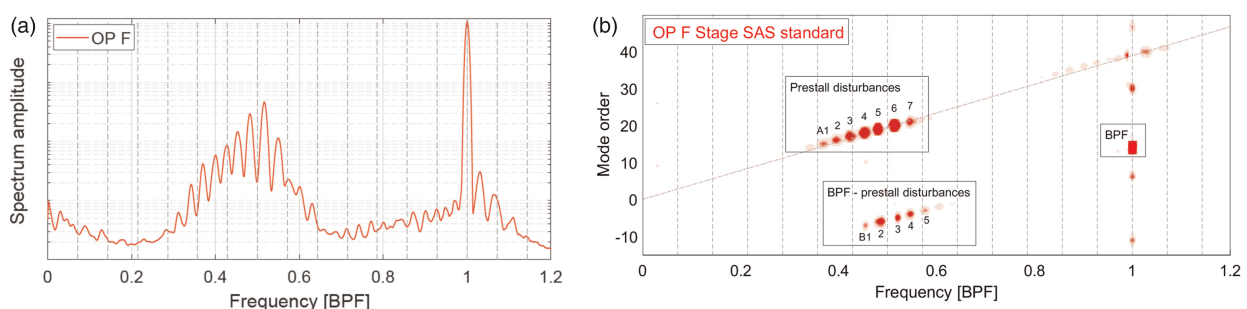 (a)
OP F
Spectrum amplitude
0
0.2
0.4
0.6
0.8
1
1.2
Frequency [BPF]
(b)
OP F Stage SAS standard
Mode order
40
30
20
10
0
-10
Prestall disturbances
A1 2 3 4 5 6 7
BPF
BPF - prestall disturbances
B1 2 3 4 5
0
0.2
0.4
0.6
0.8
1
1.2
Frequency [BPF]